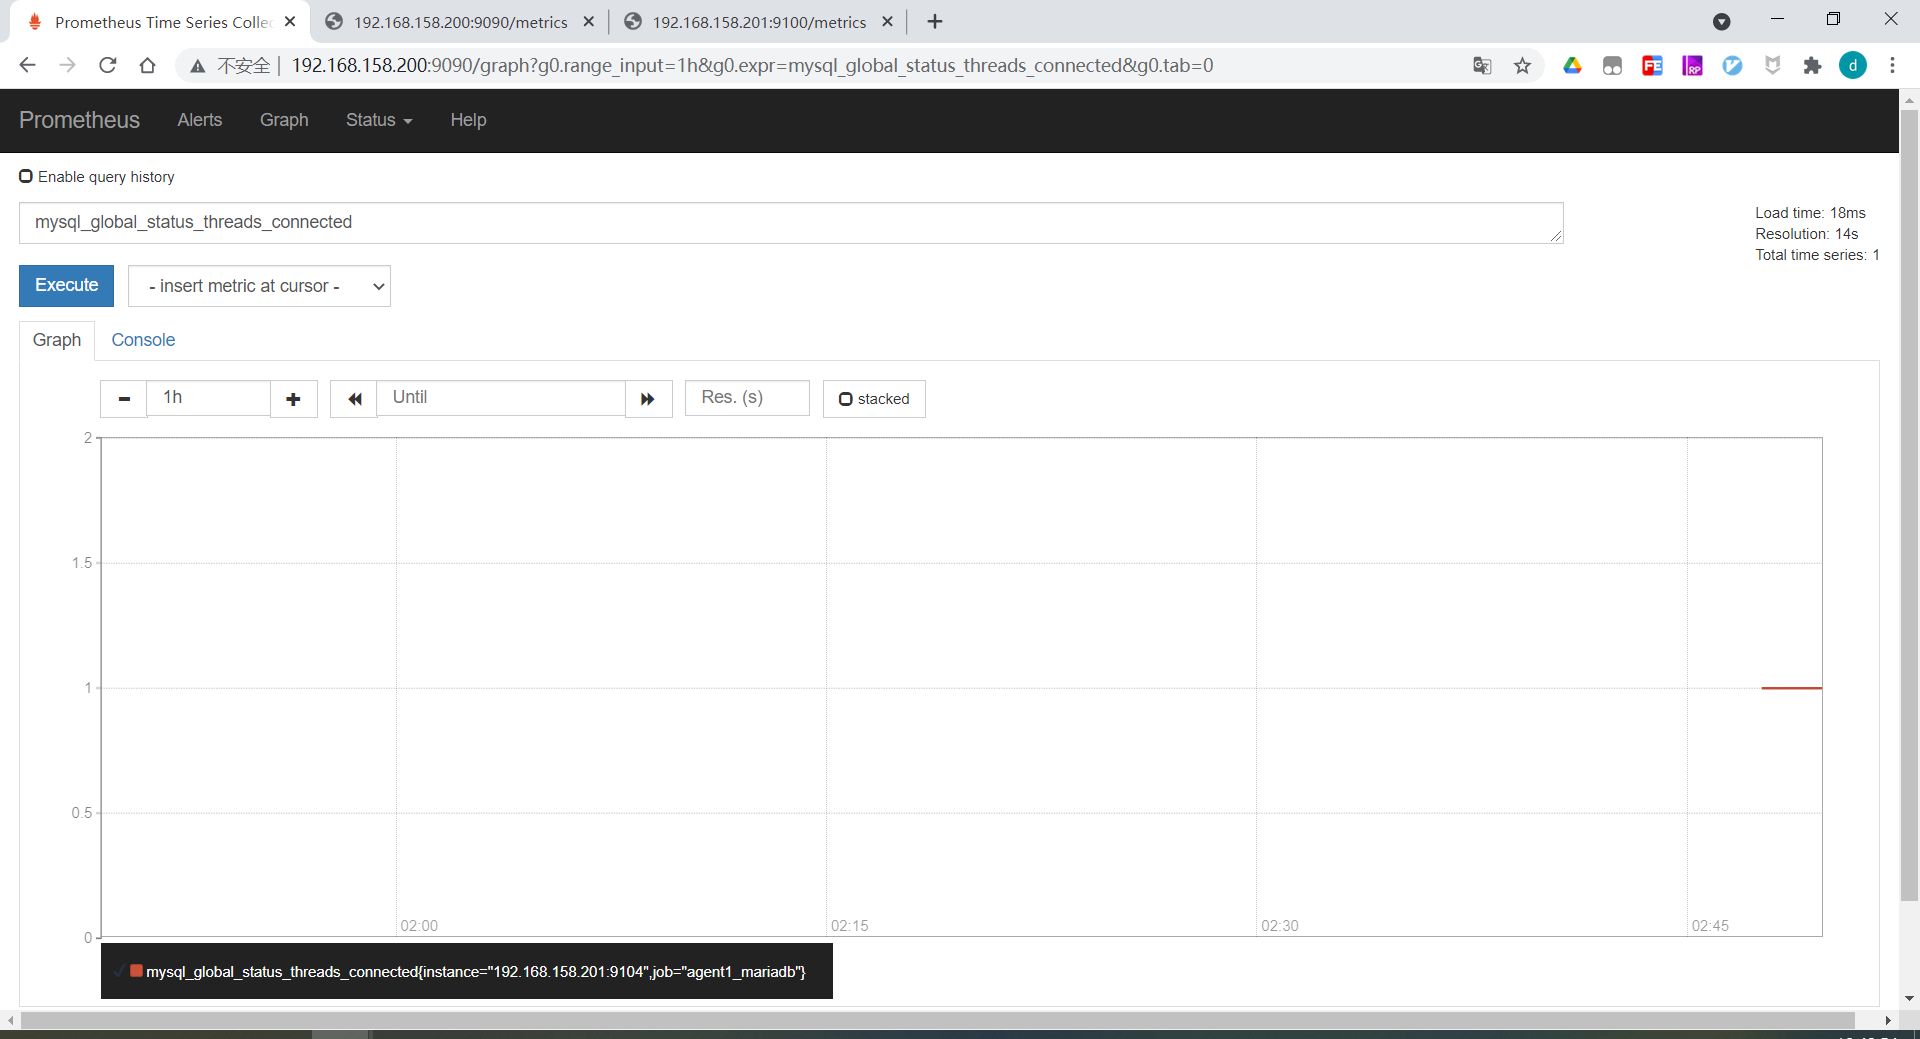 Prometheus Time Series Collec
192.168.158.200:9090/metrics
192.168.158.201:9100/metrics
不安全 192.168.158.200:9090/graph?g0.range_input=1h&g0.expr=mysql_global_status_threads_connected&g0.tab=0
d
Prometheus Alerts Graph Status Help
Enable query history
mysql_global_status_threads_connected
Load time: 18ms
Resolution: 14s
Total time series: 1
Execute - insert metric at cursor -
Graph Console
1h Until Res. (s) stacked
2
1.5
1
0.5
0
02:00 02:15 02:30 02:45
mysql_global_status_threads_connected{instance="192.168.158.201:9104",job="agent1_mariadb"}